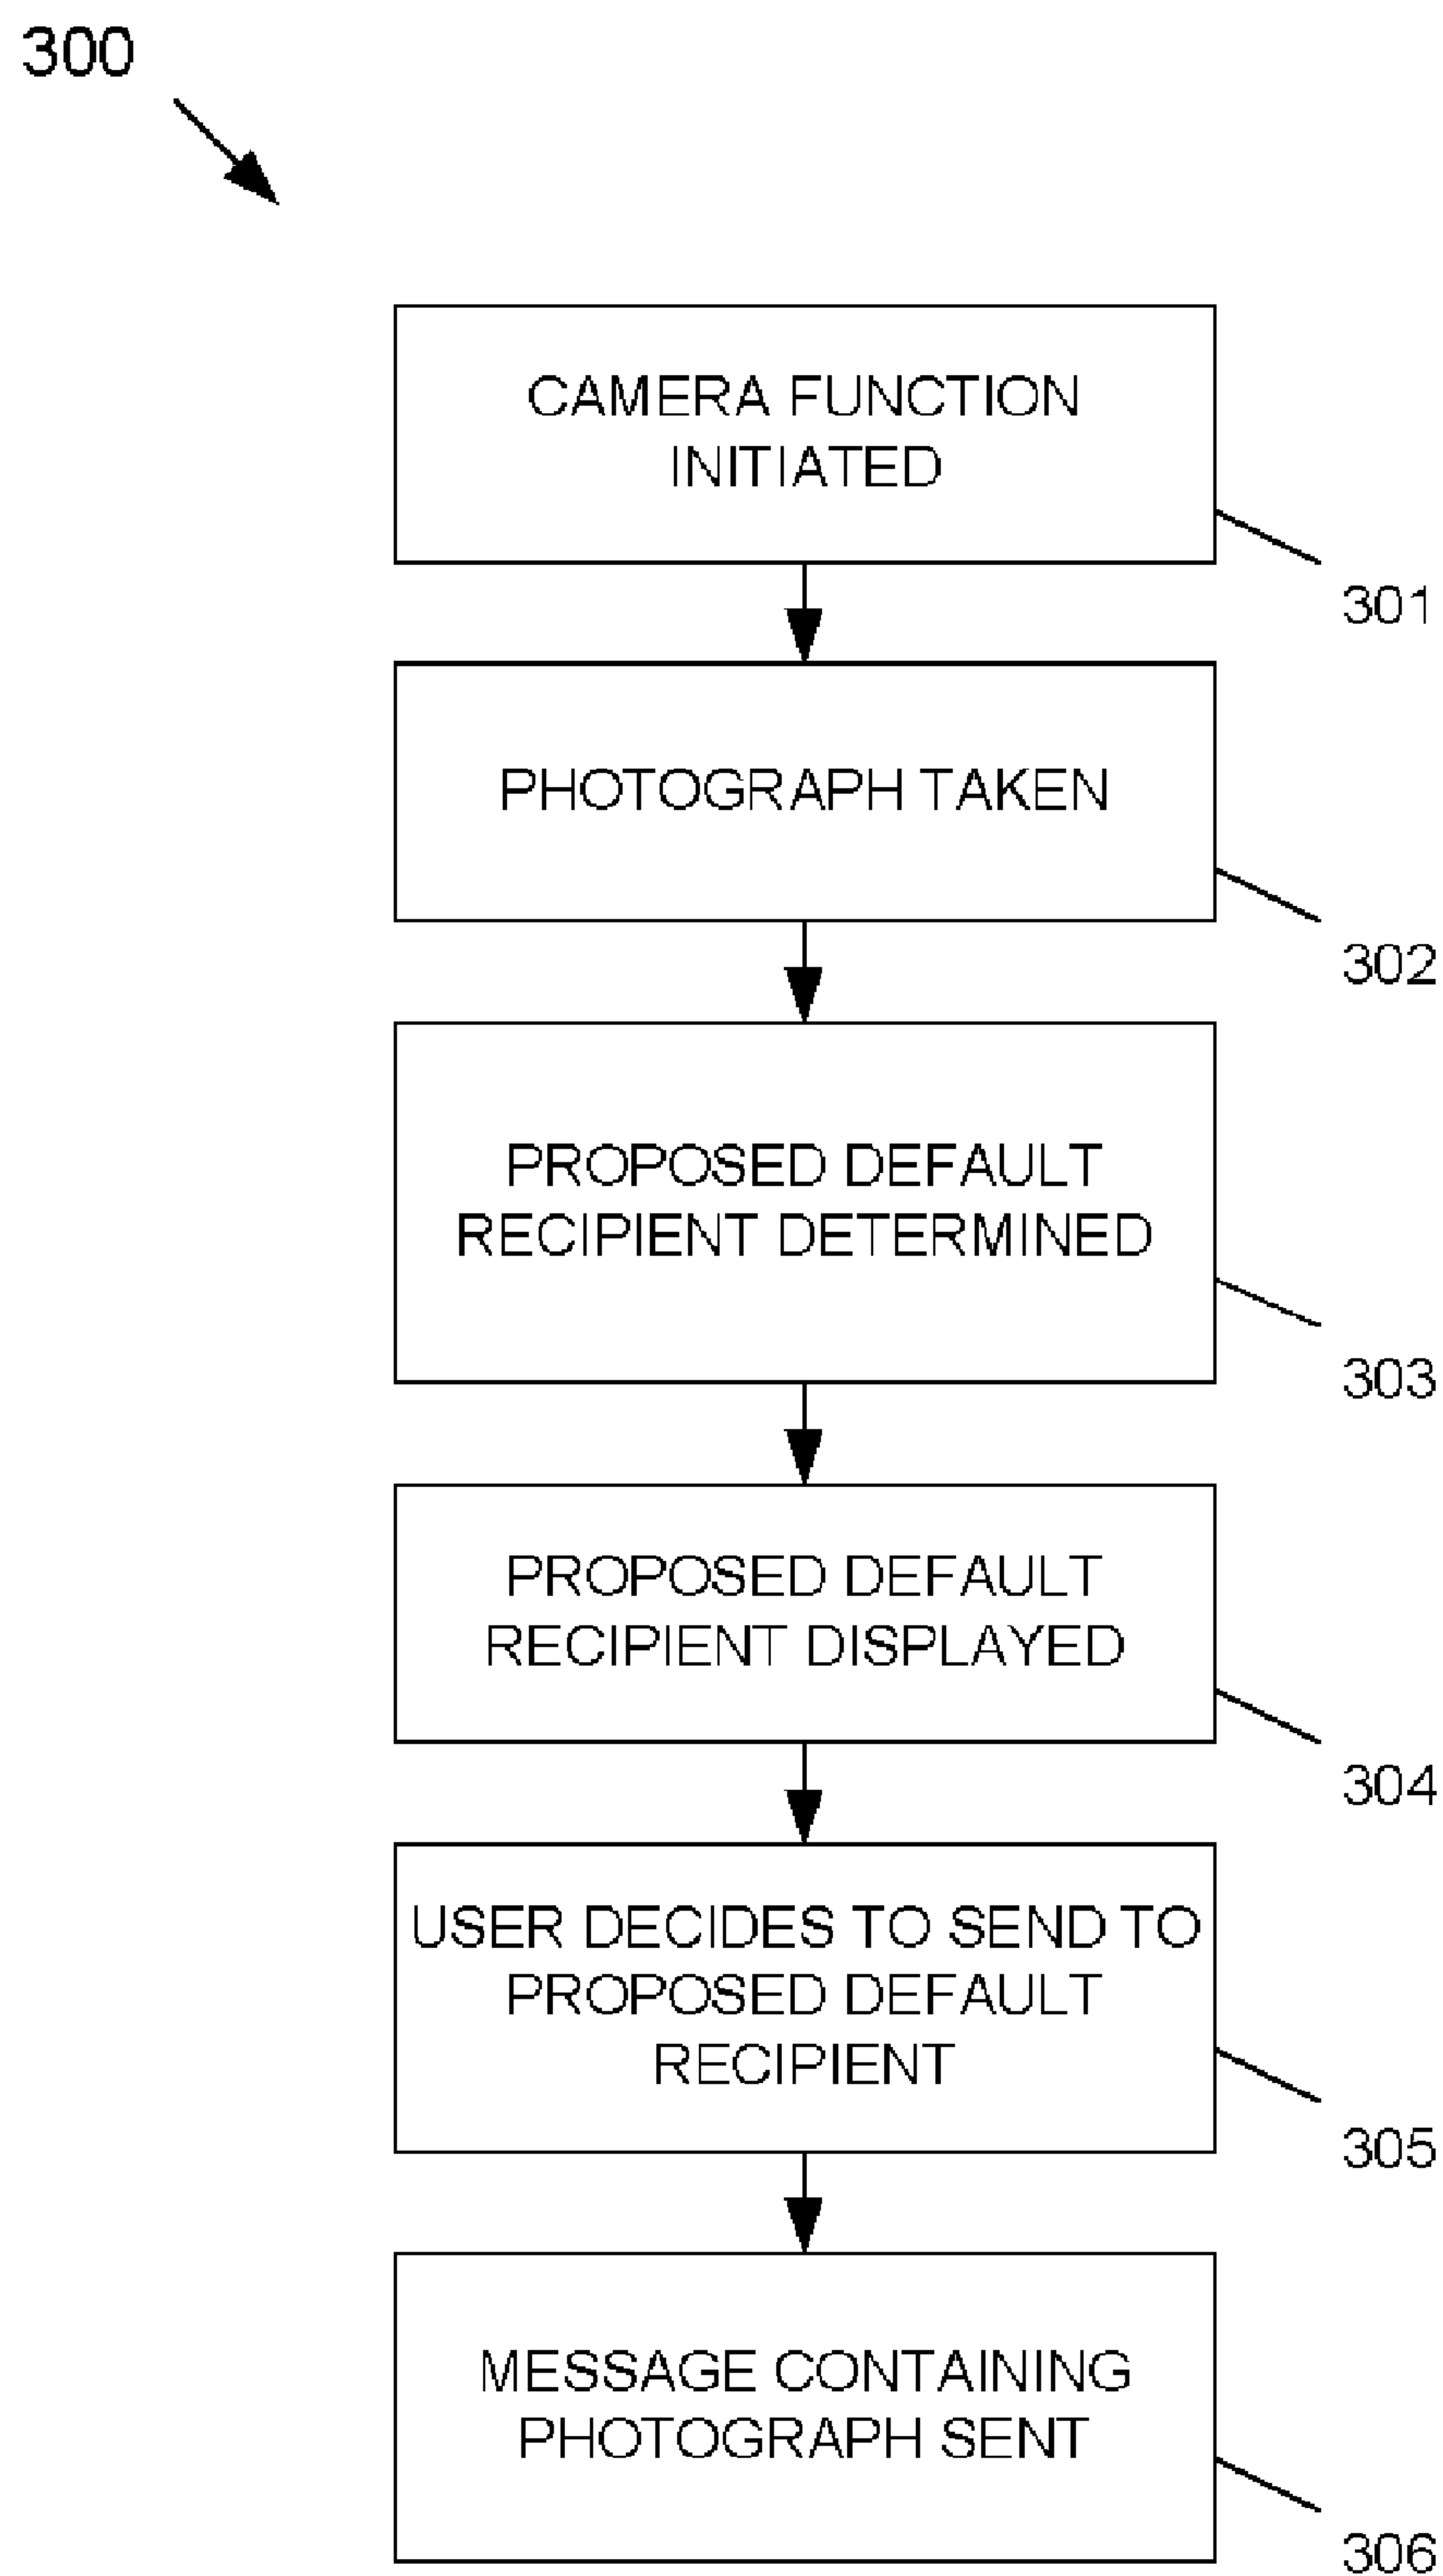 300
CAMERA FUNCTION
INITIATED
301
PHOTOGRAPH TAKEN
302
PROPOSED DEFAULT
RECIPIENT DETERMINED
303
PROPOSED DEFAULT
RECIPIENT DISPLAYED
304
USER DECIDES TO SEND TO
PROPOSED DEFAULT
RECIPIENT
305
MESSAGE CONTAINING
PHOTOGRAPH SENT
306